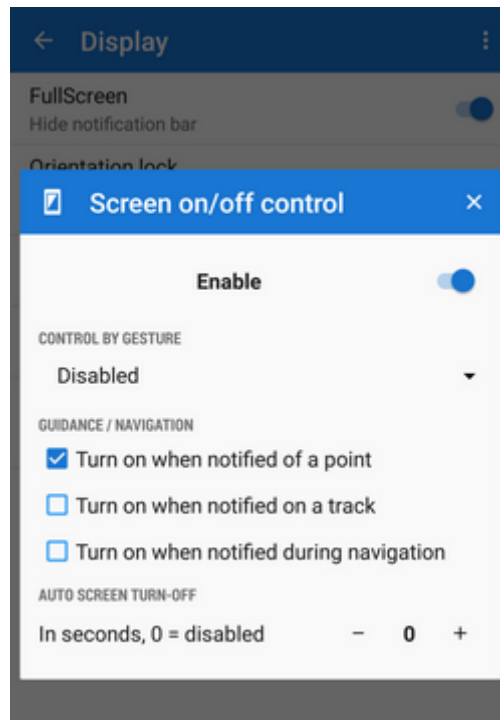 Display
FullScreen
Hide notification bar
Orientation lock
Screen on/off control
Enable
CONTROL BY GESTURE
Disabled
GUIDANCE / NAVIGATION
Turn on when notified of a point
Turn on when notified on a track
Turn on when notified during navigation
AUTO SCREEN TURN-OFF
In seconds, 0 = disabled - 0 +